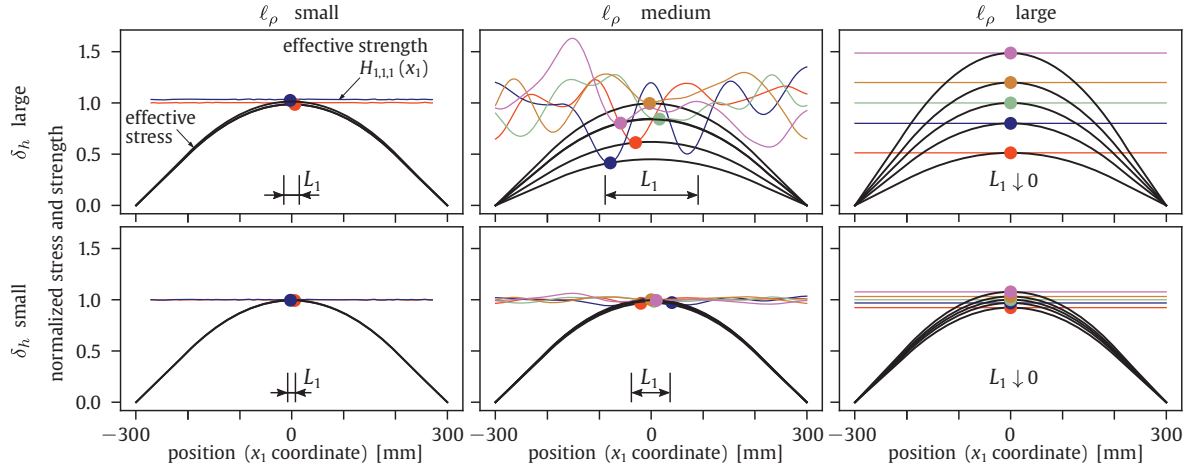 ℓρ small
ℓρ medium
ℓρ large
δh large
δh small
normalized stress and strength
1.5
1.0
0.5
0.0
effective strength
H1,1,1(x1)
effective
stress
L1
L1
L1 ↓ 0
1.5
1.0
0.5
0.0
L1
L1
L1 ↓ 0
−300
0
300
−300
0
300
−300
0
300
position (x1 coordinate) [mm]
position (x1 coordinate) [mm]
position (x1 coordinate) [mm]